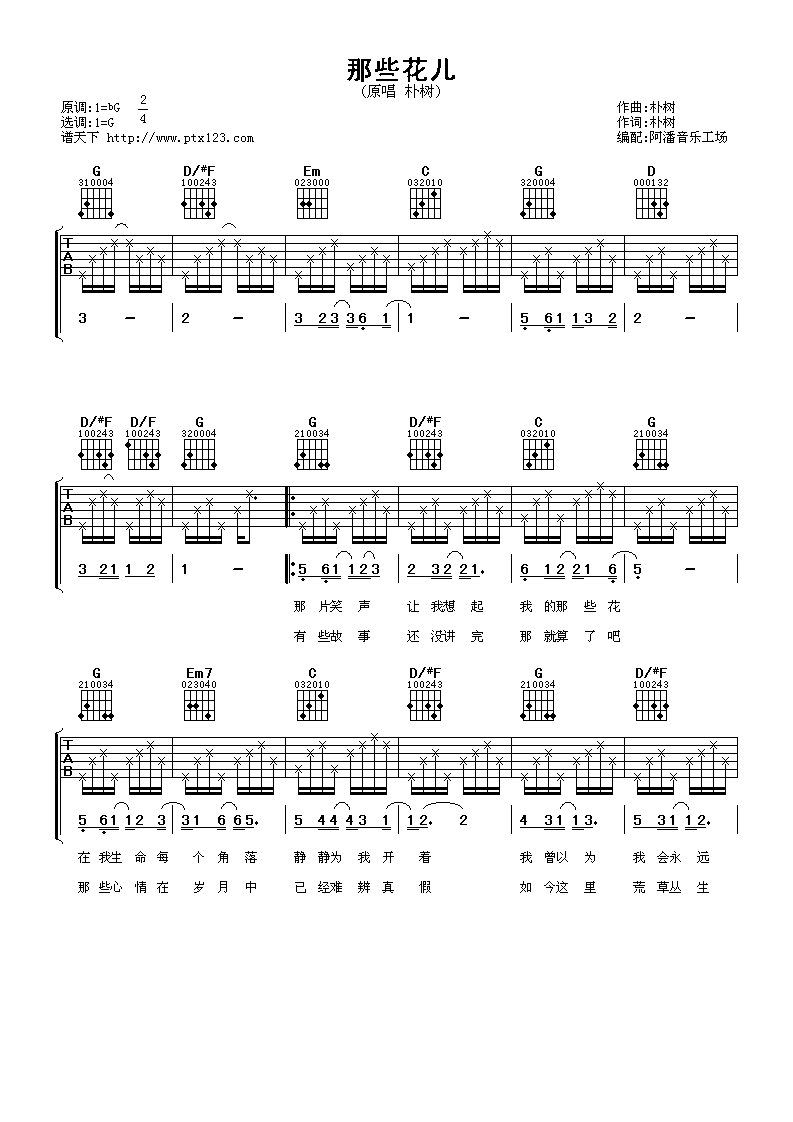 那些花儿
(原唱 朴树)
原调:1=bG 2/4
选调:1=G
谱天下 http://www.ptx123.com
作曲:朴树
作词:朴树
编配:阿潘音乐工场
G D/#F Em C G D
310004 100243 023000 032010 320004 000132
TAB
3 - 2 - 3 23 36 1 1 - 5 61 13 2 2 -
D/#F D/F G G D/#F C G
100243 100243 320004 210034 100243 032010 210034
TAB
3 21 1 2 1 - 5 61 123 2 32 21. 6 12 21 6 5 -
那 片笑 声 让 我想 起 我 的那 些 花
有 些故 事 还 没讲 完 那 就算 了 吧
G Em7 C D/#F G D/#F
210034 023040 032010 100243 210034 100243
TAB
5 61 12 3 31 6 65. 5 44 43 1 12. 2 4 31 13. 5 31 12.
在 我生 命 每 个 角 落 静 静为 我 开 着 我 曾以 为 我 会永 远
那 些心 情 在 岁 月 中 已 经难 辨 真 假 如 今这 里 荒 草丛 生